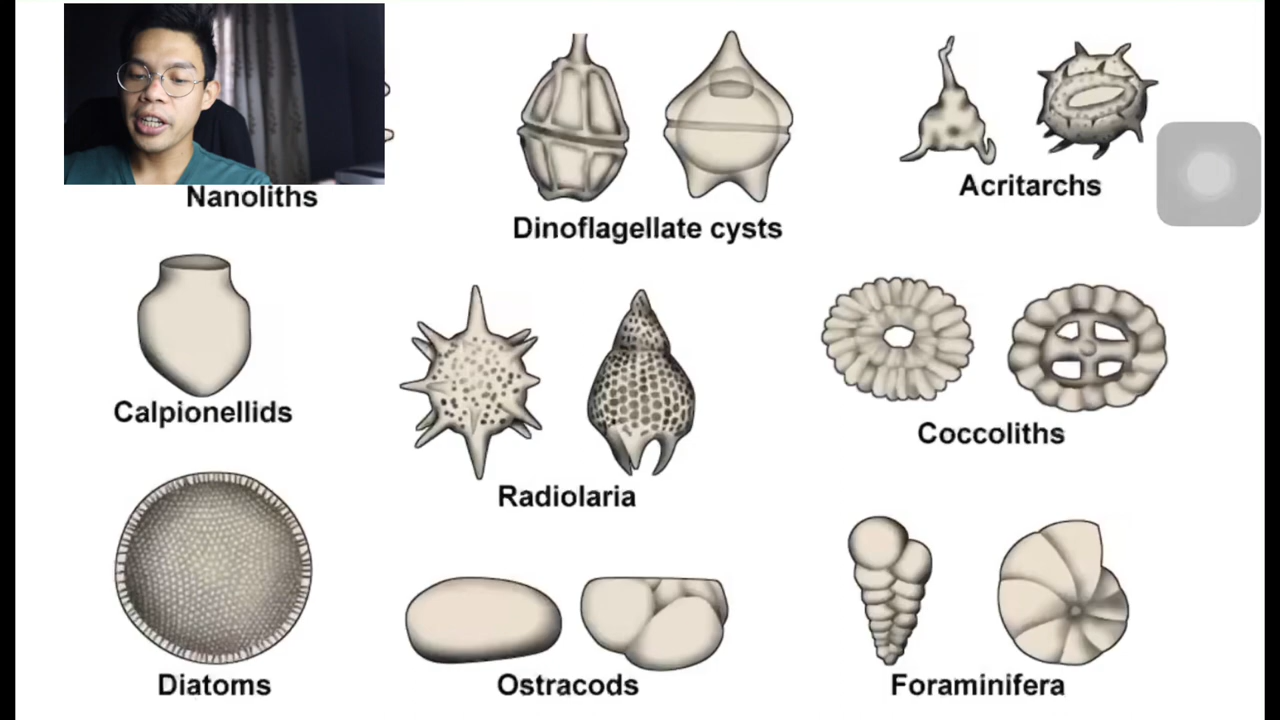 Nanoliths
Dinoflagellate cysts
Acritarchs
Calpionellids
Radiolaria
Coccoliths
Diatoms
Ostracods
Foraminifera